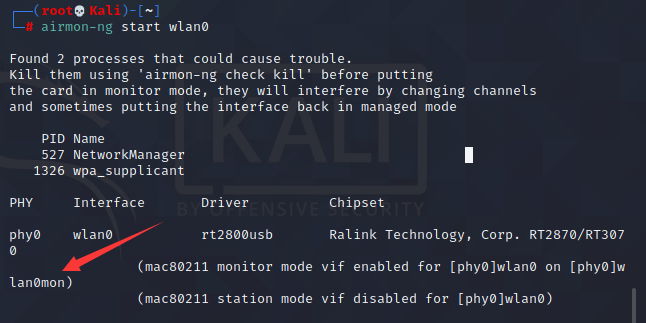 (root💀Kali)-[~]
# airmon-ng start wlan0
Found 2 processes that could cause trouble.
Kill them using 'airmon-ng check kill' before putting
the card in monitor mode, they will interfere by changing channels
and sometimes putting the interface back in managed mode
PID Name
527 NetworkManager
1326 wpa_supplicant
KALI
BY OFFENSIVE SECURITY
PHY Interface Driver Chipset
phy0 wlan0 rt2800usb Ralink Technology, Corp. RT2870/RT307
0
(mac80211 monitor mode vif enabled for [phy0]wlan0 on [phy0]w
lan0mon)
(mac80211 station mode vif disabled for [phy0]wlan0)